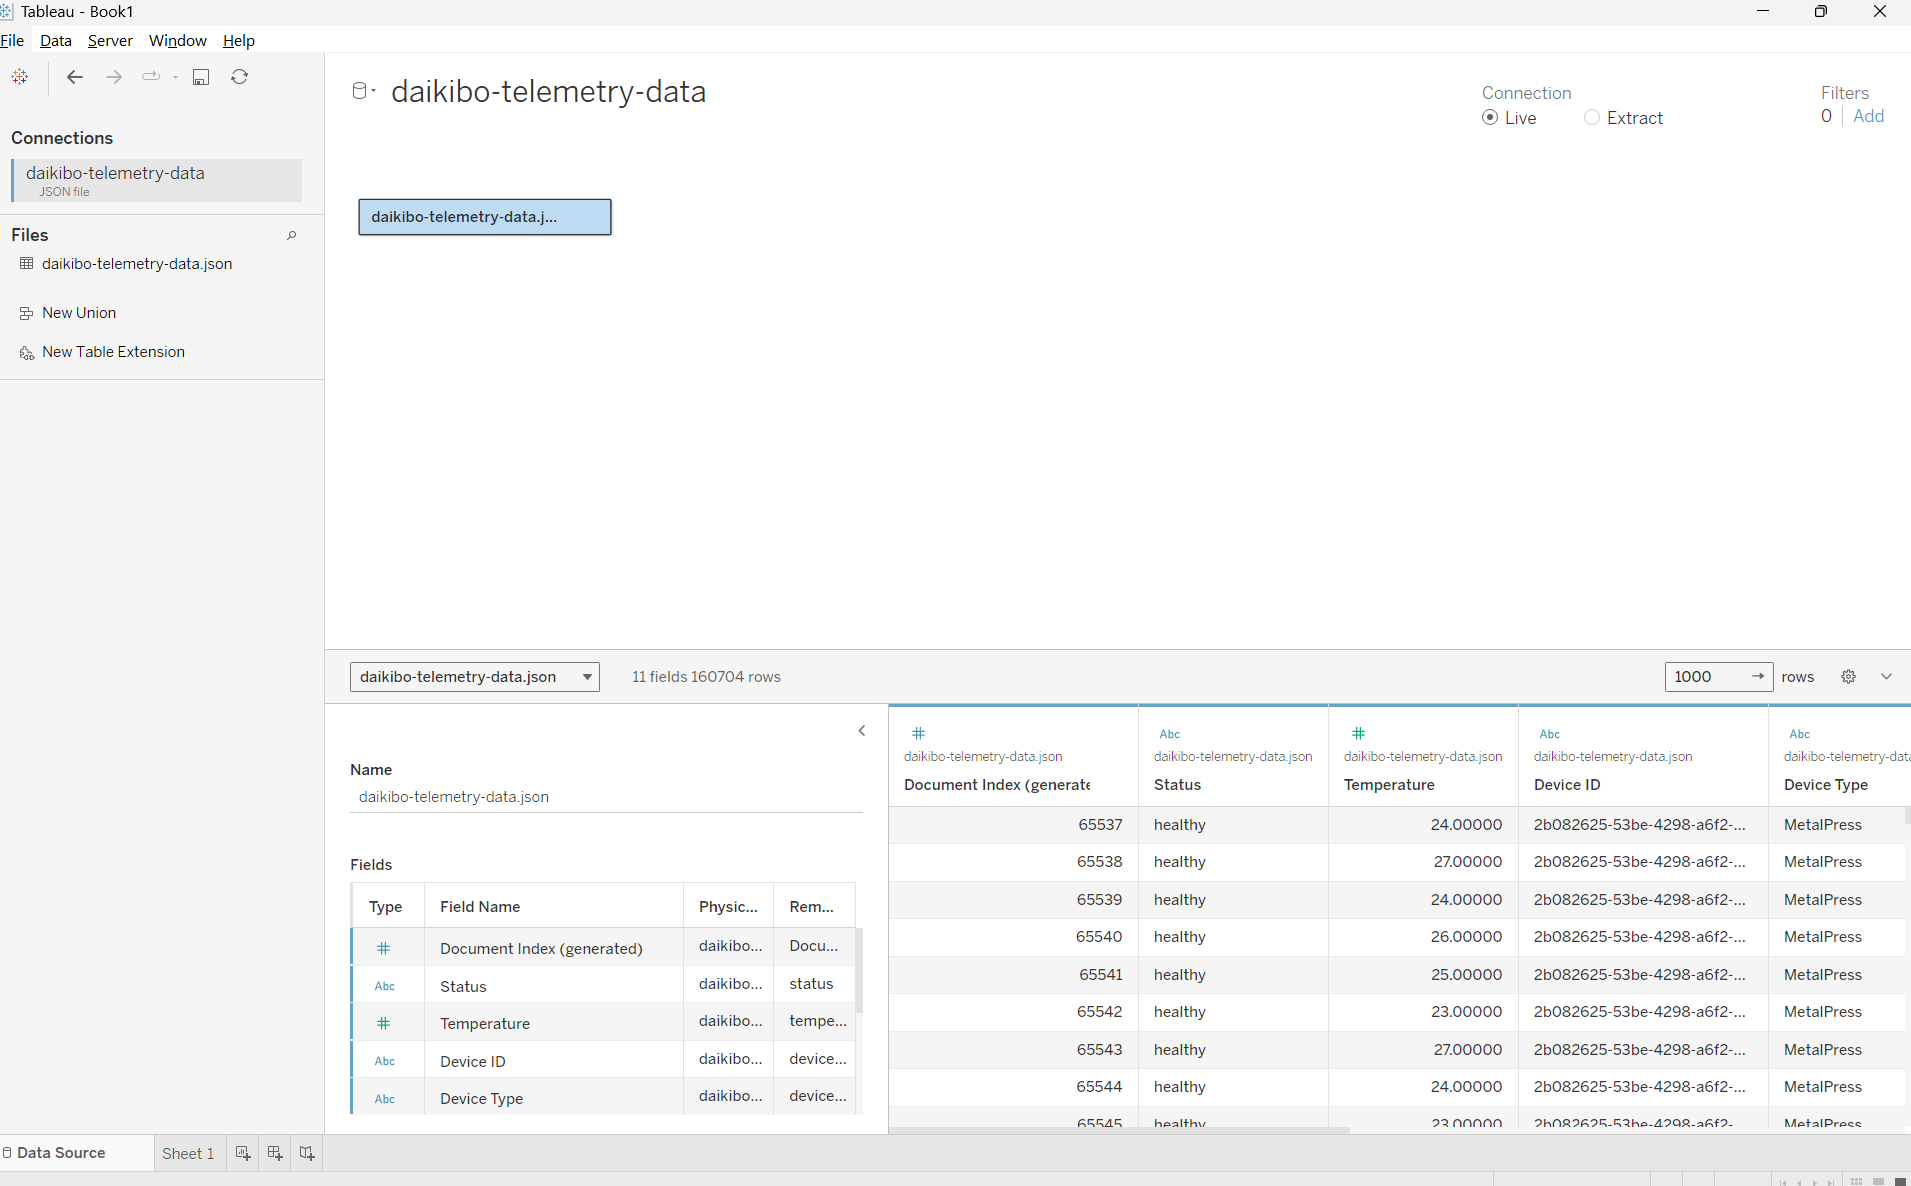 Tableau - Book1
File Data Server Window Help
Connections
daikibo-telemetry-data
JSON file
Files
daikibo-telemetry-data.json
New Union
New Table Extension
daikibo-telemetry-data
Connection
Live Extract
Filters
0 Add
daikibo-telemetry-data.j...
daikibo-telemetry-data.json 11 fields 160704 rows
1000 rows
Name
daikibo-telemetry-data.json
Fields
Type Field Name Physic... Rem...
# Document Index (generated) daikibo... Docu...
Abc Status daikibo... status
# Temperature daikibo... tempe...
Abc Device ID daikibo... device...
Abc Device Type daikibo... device...
# Abc # Abc Abc
daikibo-telemetry-data.json daikibo-telemetry-data.json daikibo-telemetry-data.json daikibo-telemetry-data.json daikibo-telemetry-data
Document Index (generate Status Temperature Device ID Device Type
65537 healthy 24.00000 2b082625-53be-4298-a6f2-... MetalPress
65538 healthy 27.00000 2b082625-53be-4298-a6f2-... MetalPress
65539 healthy 24.00000 2b082625-53be-4298-a6f2-... MetalPress
65540 healthy 26.00000 2b082625-53be-4298-a6f2-... MetalPress
65541 healthy 25.00000 2b082625-53be-4298-a6f2-... MetalPress
65542 healthy 23.00000 2b082625-53be-4298-a6f2-... MetalPress
65543 healthy 27.00000 2b082625-53be-4298-a6f2-... MetalPress
65544 healthy 24.00000 2b082625-53be-4298-a6f2-... MetalPress
65545 healthy 23.00000 2b082625-53be-4298-a6f2- MetalPress
Data Source Sheet 1